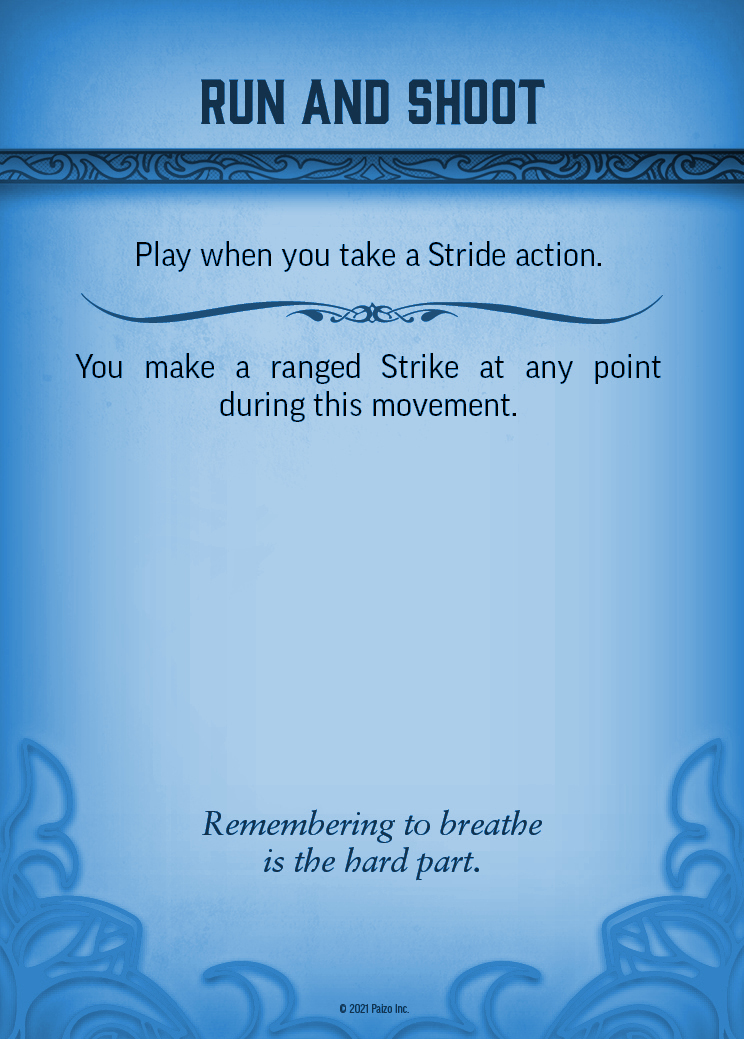 RUN AND SHOOT
Play when you take a Stride action.
You make a ranged Strike at any point
during this movement.
Remembering to breathe
is the hard part.
© 2021 Paizo Inc.